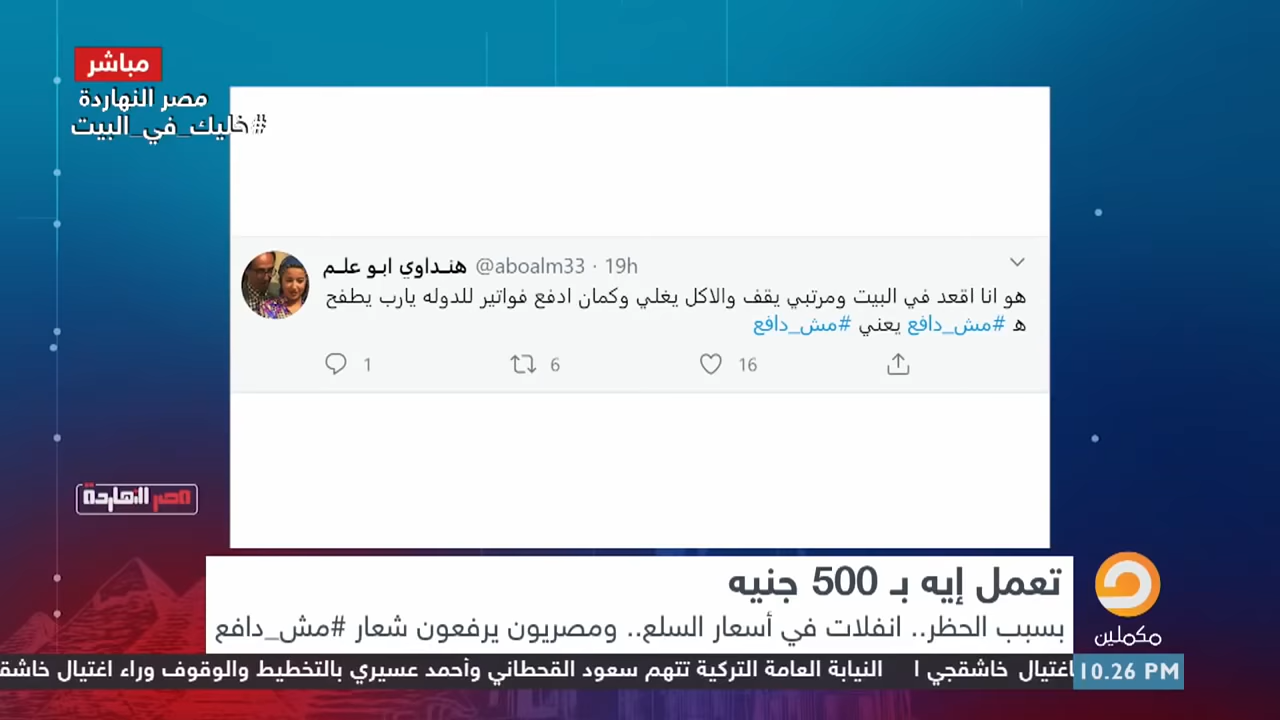 مباشر
مصر النهاردة
#خليك_في_البيت
هنـداوي ابـو علـم @aboalm33 · 19h
هو انا اقعد في البيت ومرتبي يقف والاكل يغلي وكمان ادفع فواتير للدوله يارب يطفح
ه #مش_دافع يعني #مش_دافع
1 6 16
مصر النهاردة
تعمل إيه بـ 500 جنيه
بسبب الحظر.. انفلات في أسعار السلع.. ومصريون يرفعون شعار #مش_دافع
مكملين
اغتيال خاشقجي ا النيابة العامة التركية تتهم سعود القحطاني وأحمد عسيري بالتخطيط والوقوف وراء اغتيال خاشق
10.26 PM